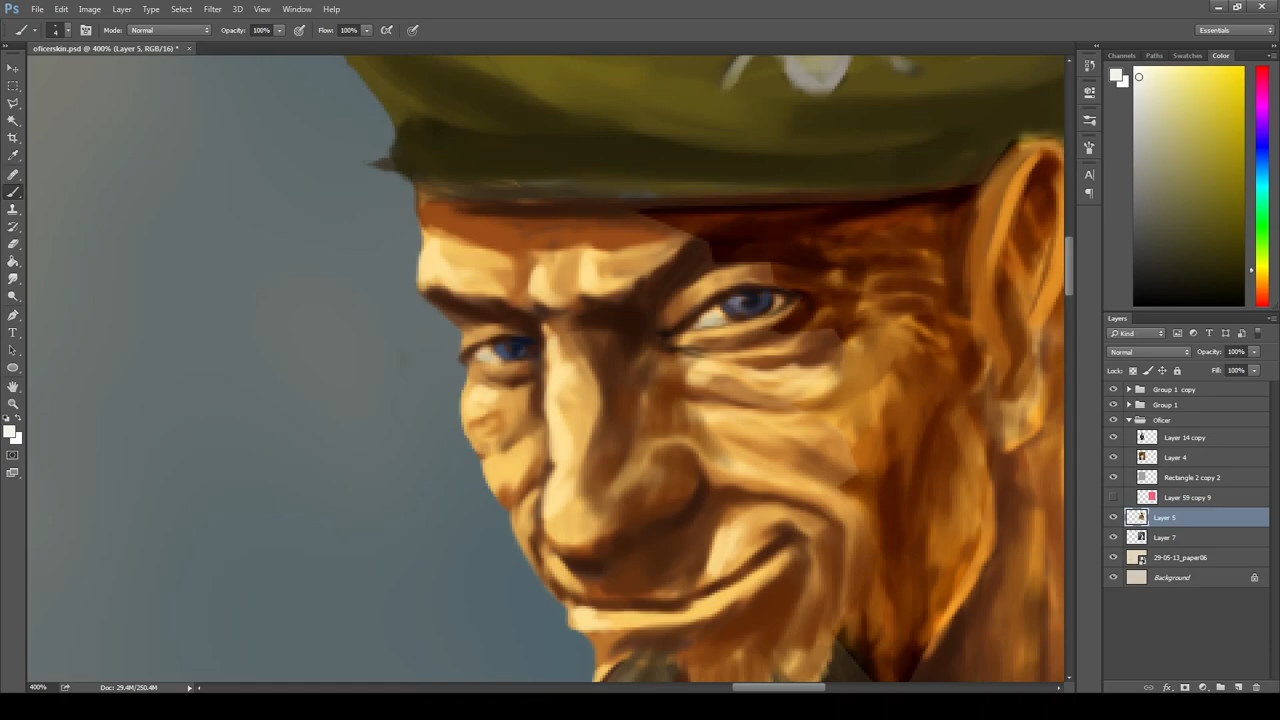 Ps File Edit Image Layer Type Select Filter 3D View Window Help
4 Mode: Normal Opacity: 100% Flow: 100% Essentials
oficerskin.psd @ 400% (Layer 5, RGB/16) * ×
Channels Paths Swatches Color
A|
Layers
Kind T
Normal Opacity: 100%
Lock: Fill: 100%
Group 1 copy
Group 1
Oficer
Layer 14 copy
Layer 4
Rectangle 2 copy 2
Layer 59 copy 9
Layer 5
Layer 7
29-05-13_paper06
Background
400% Doc: 29.4M/250.4M
fx